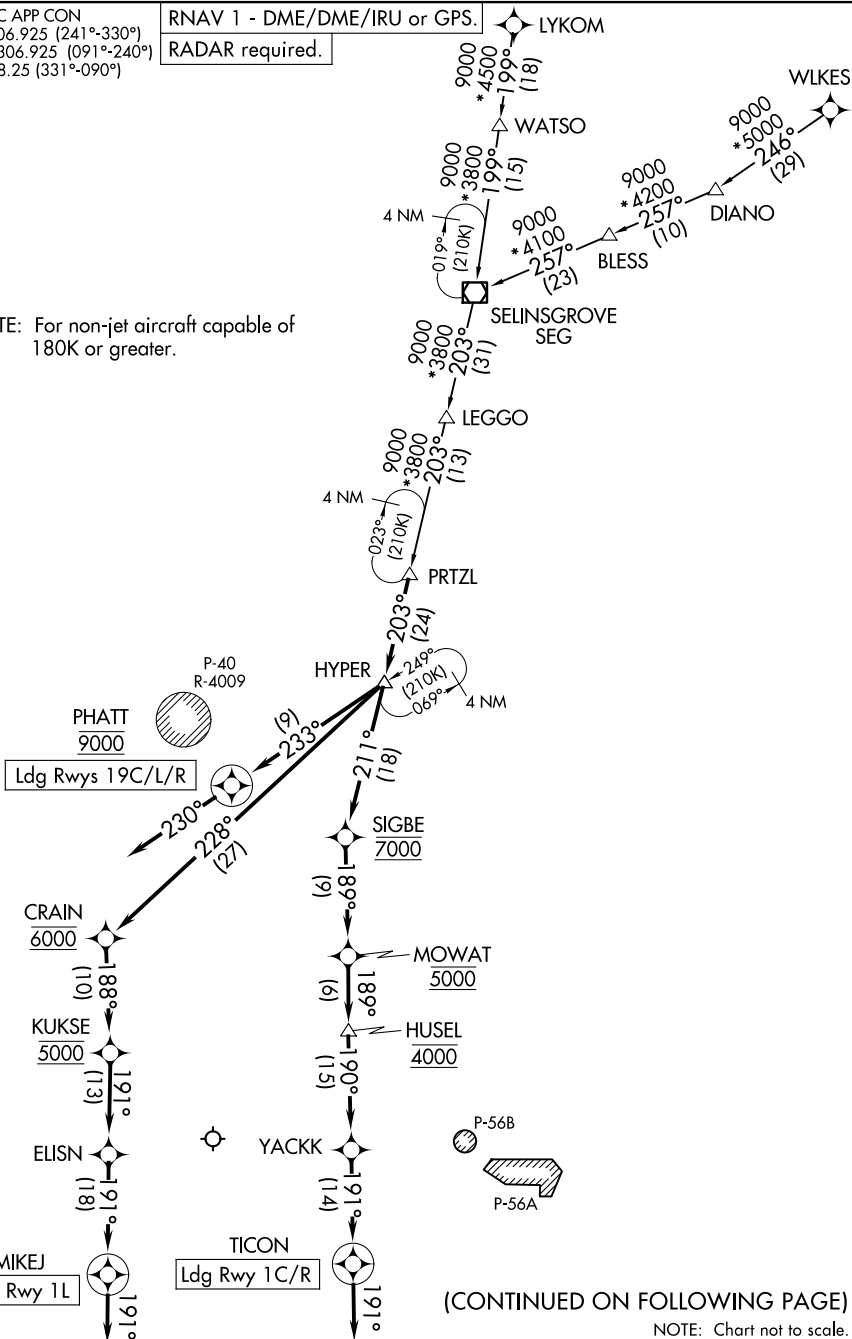 C APP CON
06.925 (241°-330°)
306.925 (091°-240°)
8.25 (331°-090°)
RNAV 1 - DME/DME/IRU or GPS.
RADAR required.
LYKOM
9000
*4500
199°
(18)
WLKES
9000
*5000
246°
(29)
WATSO
9000
*3800
199°
(15)
DIANO
9000
*4200
257°
(10)
BLESS
9000
*4100
257°
(23)
4 NM
019°
(210K)
SELINSGROVE
SEG
TE: For non-jet aircraft capable of
180K or greater.
9000
*3800
203°
(31)
LEGGO
9000
*3800
203°
(13)
4 NM
023°
(210K)
PRTZL
203°
(24)
HYPER
249°
(210K)
069°
4 NM
P-40
R-4009
PHATT
9000
Ldg Rwys 19C/L/R
(9)
233°
230°
228°
(27)
211°
(18)
SIGBE
7000
189°
(9)
CRAIN
6000
188°
(10)
MOWAT
5000
189°
(6)
KUKSE
5000
191°
(13)
HUSEL
4000
190°
(15)
ELISN
191°
(18)
YACKK
191°
(14)
P-56B
P-56A
MIKEJ
Rwy 1L
191°
TICON
Ldg Rwy 1C/R
191°
(CONTINUED ON FOLLOWING PAGE)
NOTE: Chart not to scale.